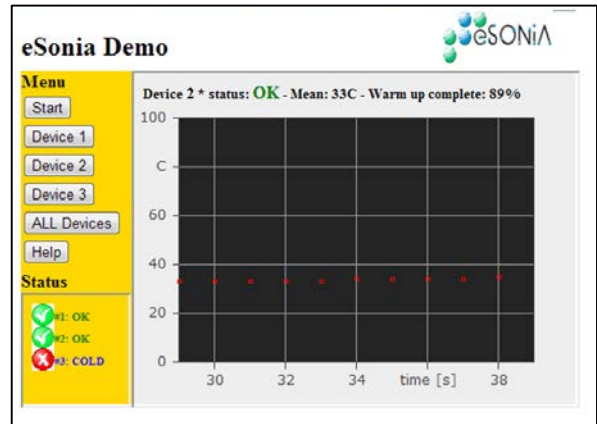 eSonia Demo
eSONiA
Menu
Start
Device 1
Device 2
Device 3
ALL Devices
Help
Status
#1: OK
#2: OK
#3: COLD
Device 2 * status: OK - Mean: 33C - Warm up complete: 89%
100
C
60
40
20
0
30 32 34 time [s] 38